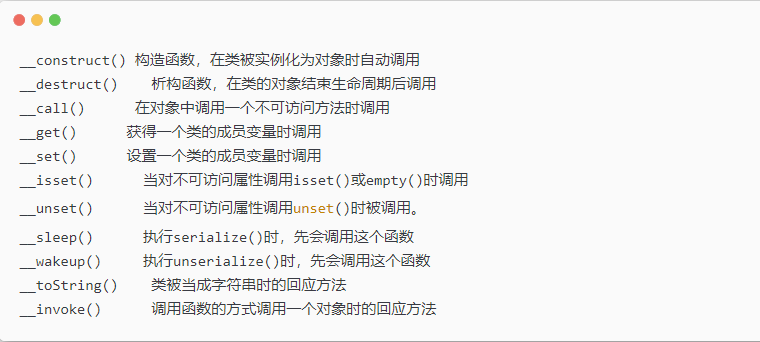 __construct() 构造函数，在类被实例化为对象时自动调用
__destruct() 析构函数，在类的对象结束生命周期后调用
__call() 在对象中调用一个不可访问方法时调用
__get() 获得一个类的成员变量时调用
__set() 设置一个类的成员变量时调用
__isset() 当对不可访问属性调用isset()或empty()时调用
__unset() 当对不可访问属性调用unset()时被调用。
__sleep() 执行serialize()时，先会调用这个函数
__wakeup() 执行unserialize()时，先会调用这个函数
__toString() 类被当成字符串时的回应方法
__invoke() 调用函数的方式调用一个对象时的回应方法